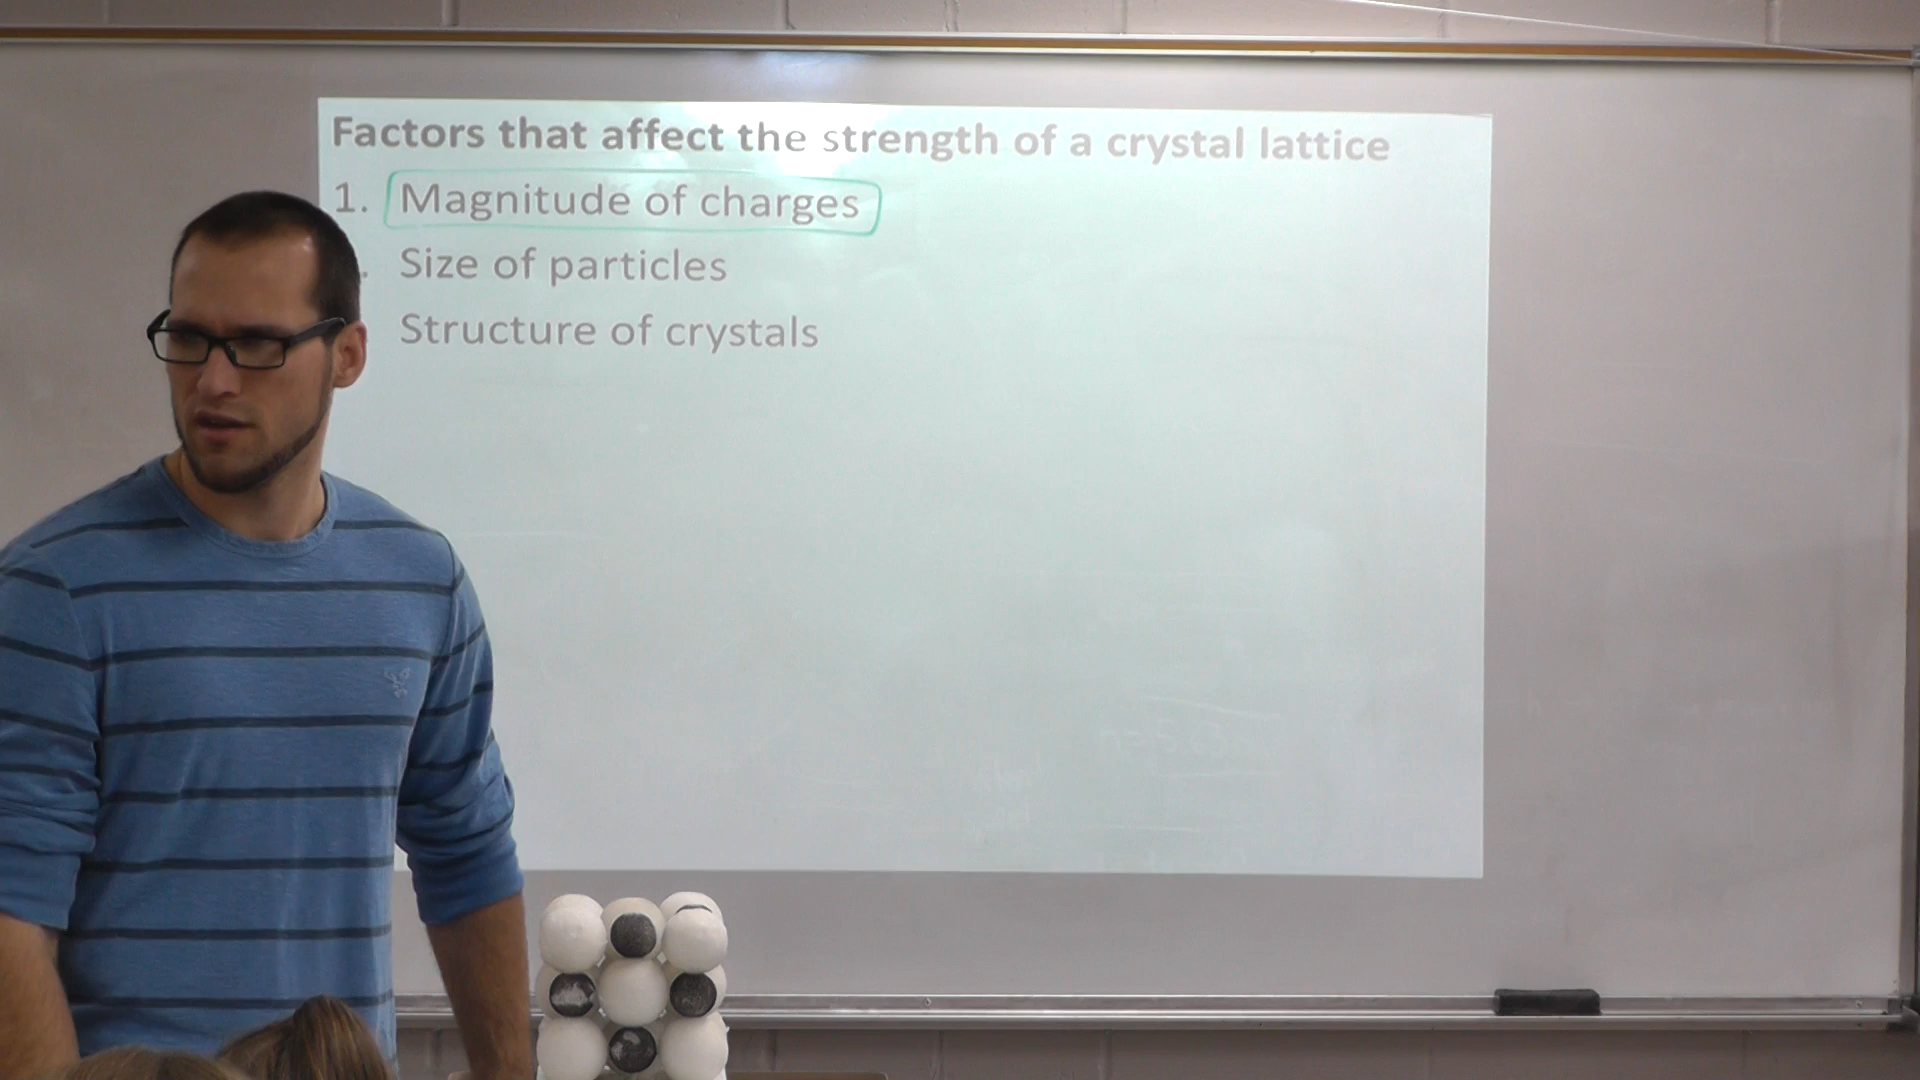 Factors that affect the strength of a crystal lattice
1. Magnitude of charges
. Size of particles
Structure of crystals